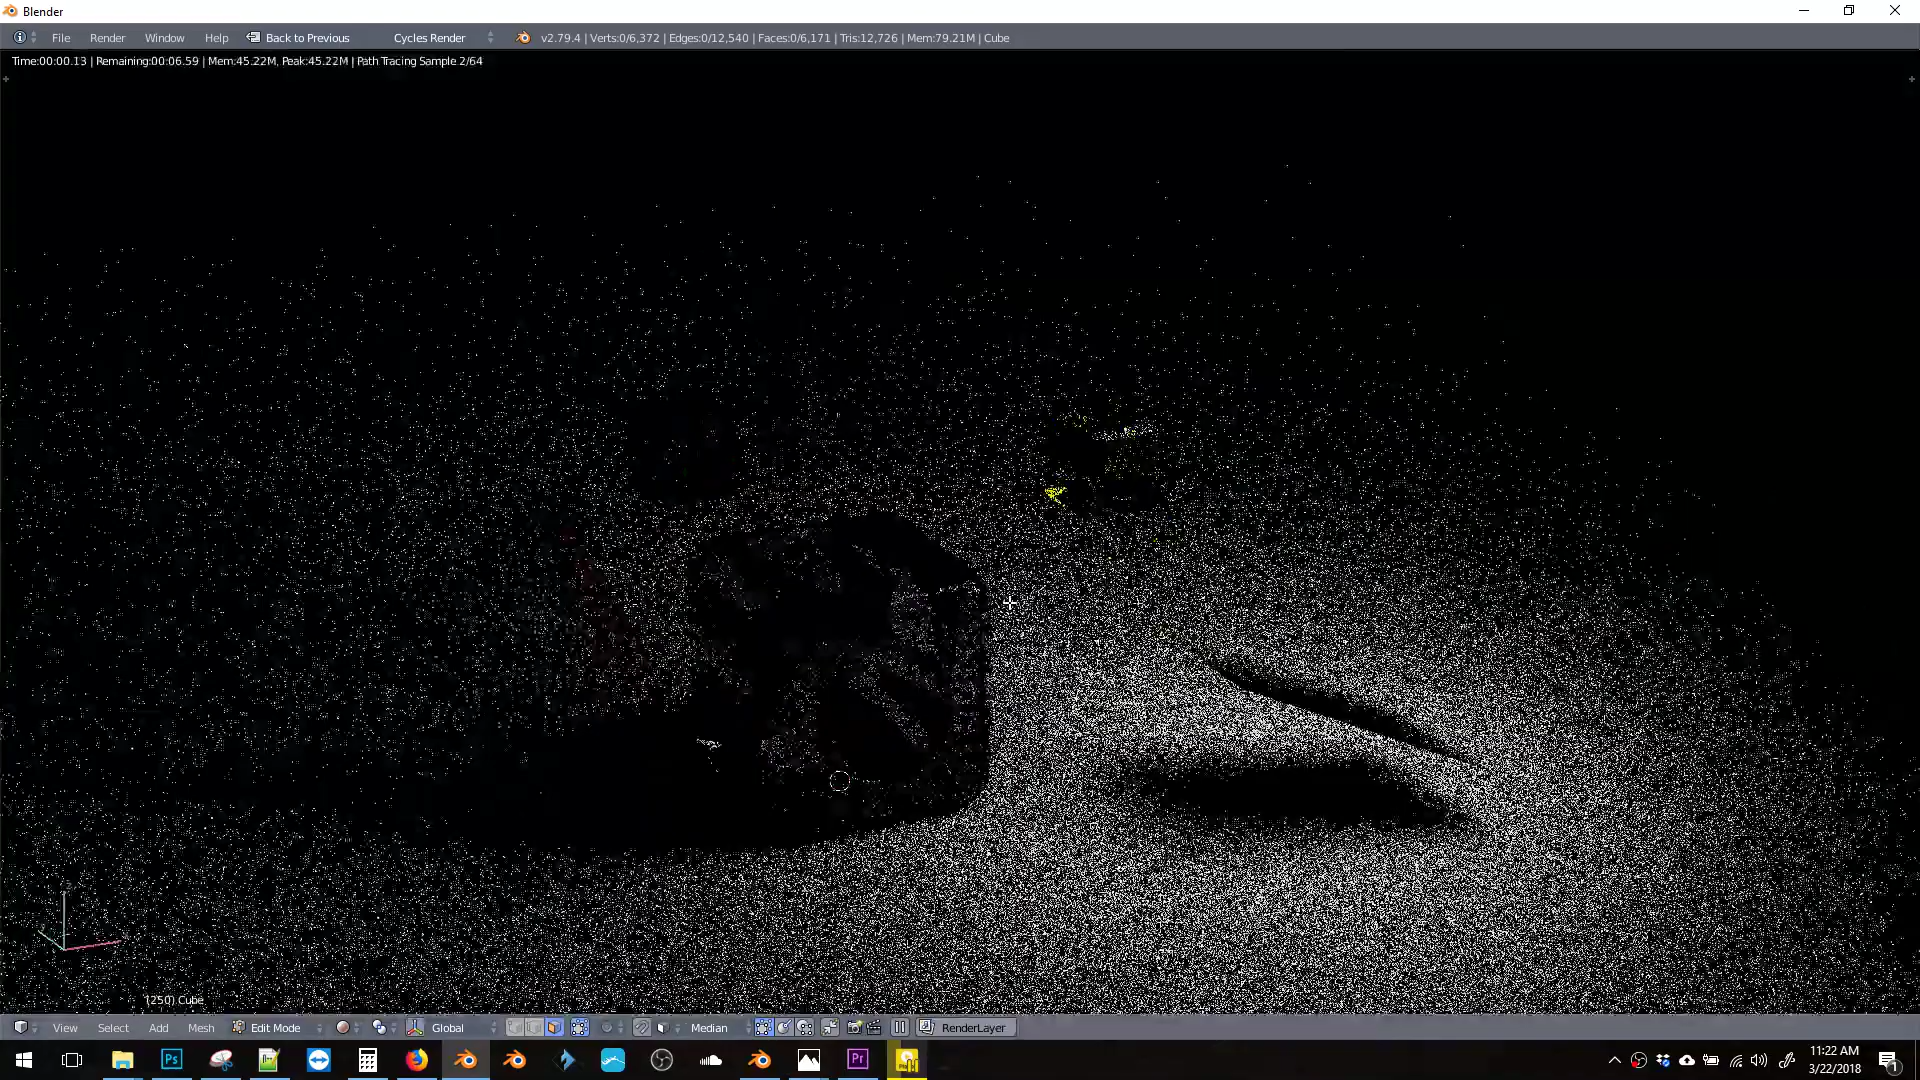 Blender
File Render Window Help Back to Previous Cycles Render v2.79.4 | Verts:0/6,372 | Edges:0/12,540 | Faces:0/6,171 | Tris:12,726 | Mem:79.21M | Cube
Time:00:00.13 | Remaining:00:06.59 | Mem:45.22M, Peak:45.22M | Path Tracing Sample 2/64
(250) Cube
View Select Add Mesh Edit Mode Global Median RenderLayer
Ps Pr 11:22 AM
3/22/2018 1